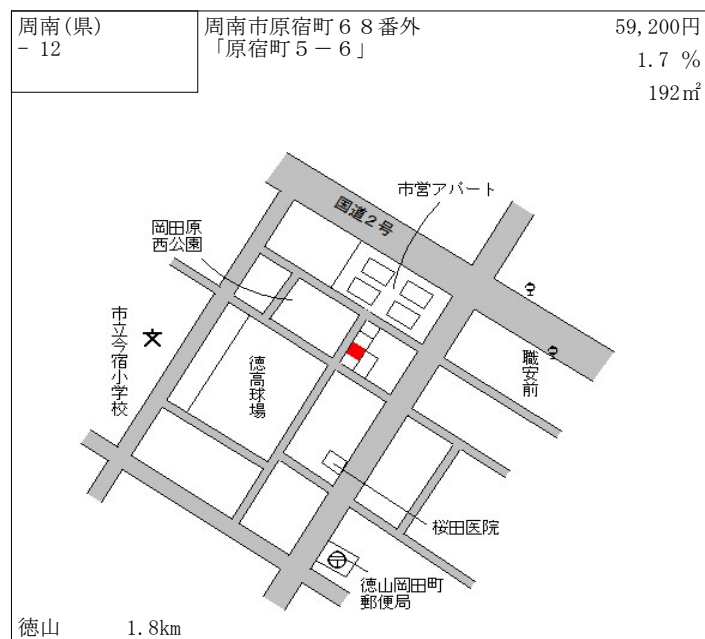 周南(県)
- 12
周南市原宿町６８番外
「原宿町５－６」
59,200円
1.7 %
192㎡
市営アパート
国道2号
岡田原
西公園
市立今宿小学校
徳高球場
職安前
桜田医院
徳山岡田町
郵便局
徳山 1.8km